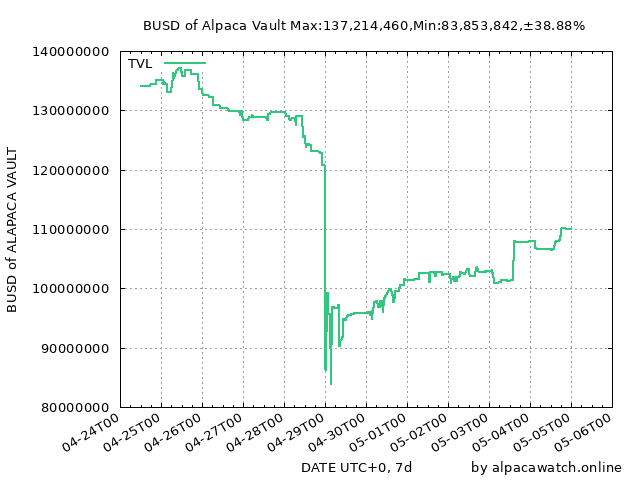 BUSD of Alpaca Vault Max:137,214,460,Min:83,853,842,±38.88%
TVL
140000000
130000000
120000000
110000000
100000000
90000000
80000000
BUSD of ALAPACA VAULT
04-24T00
04-25T00
04-26T00
04-27T00
04-28T00
04-29T00
04-30T00
05-01T00
05-02T00
05-03T00
05-04T00
05-05T00
05-06T00
DATE UTC+0, 7d
by alpacawatch.online